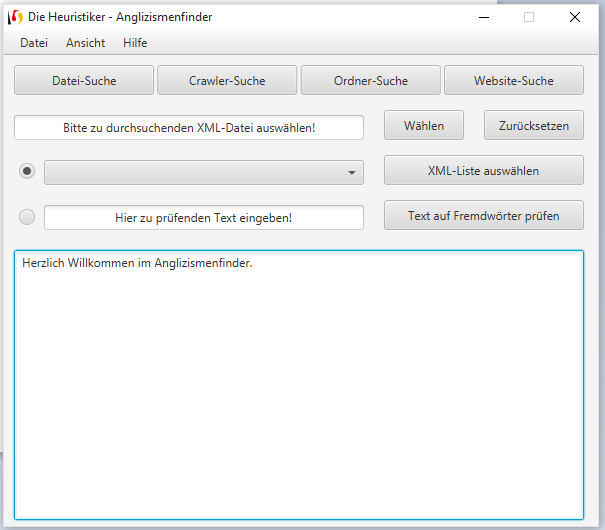 Die Heuristiker - Anglizismenfinder
Datei Ansicht Hilfe
Datei-Suche Crawler-Suche Ordner-Suche Website-Suche
Bitte zu durchsuchenden XML-Datei auswählen! Wählen Zurücksetzen
XML-Liste auswählen
Hier zu prüfenden Text eingeben! Text auf Fremdwörter prüfen
Herzlich Willkommen im Anglizismenfinder.